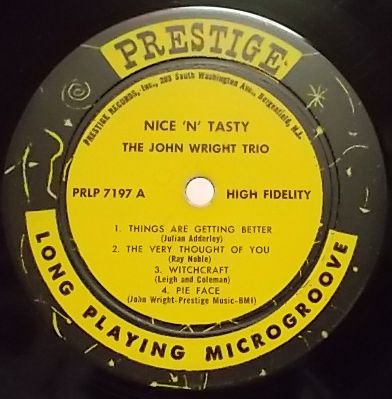 PRESTIGE
PRESTIGE RECORDS, Inc., 203 South Washington Ave., Bergenfield, N.J.
NICE 'N' TASTY
THE JOHN WRIGHT TRIO
PRLP 7197 A HIGH FIDELITY
1. THINGS ARE GETTING BETTER
(Julian Adderley)
2. THE VERY THOUGHT OF YOU
(Ray Noble)
3. WITCHCRAFT
(Leigh and Coleman)
4. PIE FACE
(John Wright-Prestige Music-BMI)
LONG PLAYING MICROGROOVE